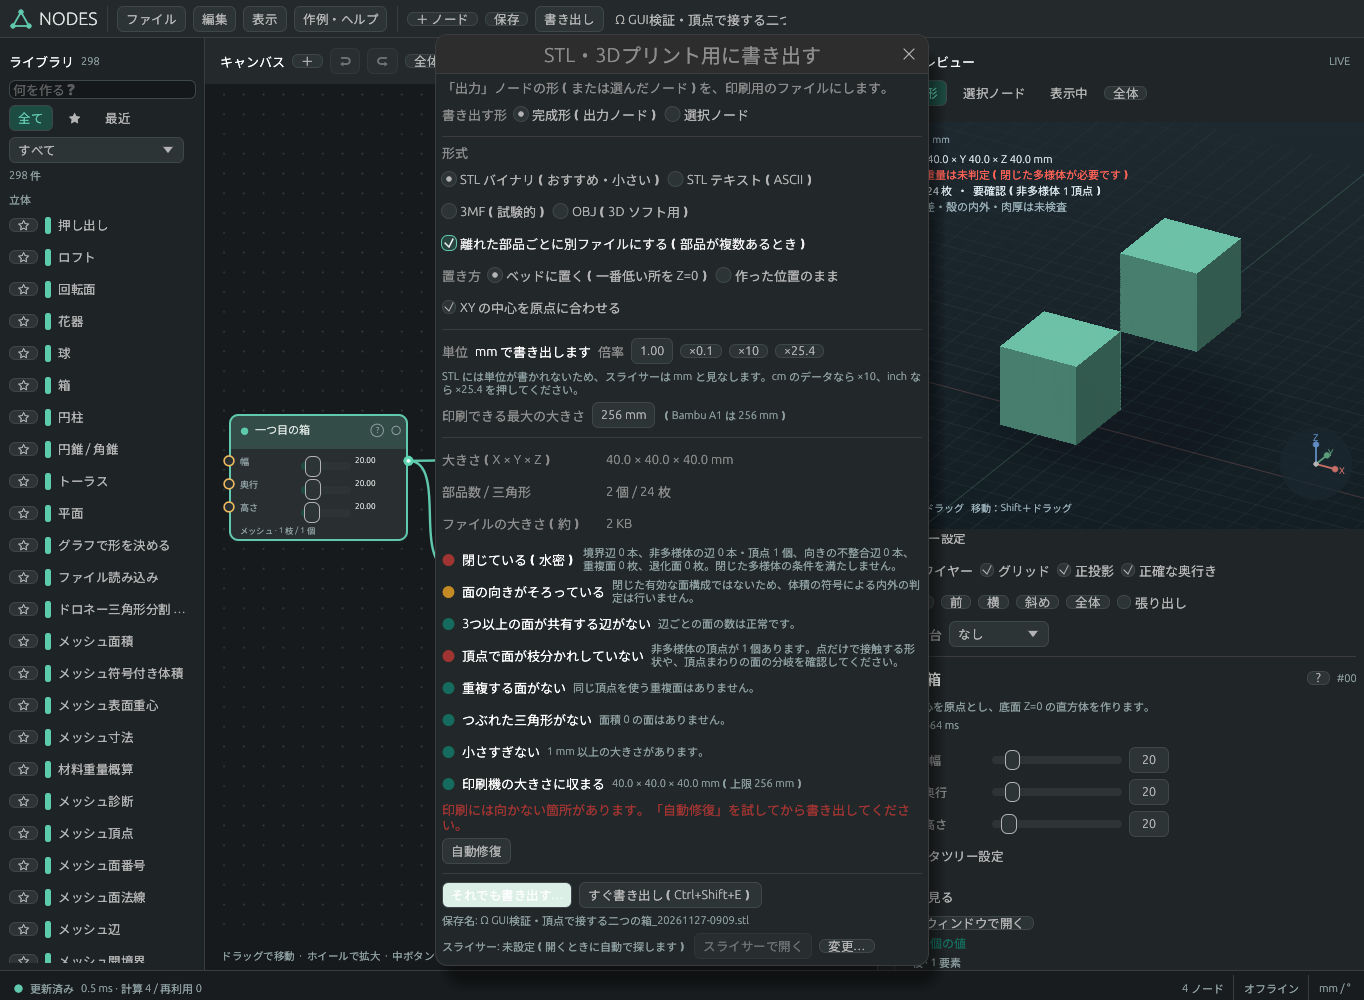 NODES ファイル 編集 表示 作例・ヘルプ ＋ノード 保存 書き出し Ω GUI検証・頂点で接する二つ
ライブラリ 298
何を作る？
全て ★ 最近
すべて
298 件
立体
押し出し
ロフト
回転面
花器
球
箱
円柱
円錐 / 角錐
トーラス
平面
グラフで形を決める
ファイル読み込み
ドロネー三角形分割 …
メッシュ面積
メッシュ符号付き体積
メッシュ表面重心
メッシュ寸法
材料重量概算
メッシュ診断
メッシュ頂点
メッシュ面番号
メッシュ面法線
メッシュ辺
メッシュ開境界
キャンバス ＋ 全体
一つ目の箱 ?
幅 20.00
奥行 20.00
高さ 20.00
メッシュ · 1 枝 / 1 個
ドラッグで移動 · ホイールで拡大 · 中ボタン
STL・3Dプリント用に書き出す
「出力」ノードの形 ( または選んだノード ) を、印刷用のファイルにします。
書き出す形 完成形 ( 出力ノード ) 選択ノード
形式
STL バイナリ ( おすすめ・小さい ) STL テキスト ( ASCII )
3MF ( 試験的 ) OBJ ( 3D ソフト用 )
離れた部品ごとに別ファイルにする ( 部品が複数あるとき )
置き方 ベッドに置く ( 一番低い所を Z=0 ) 作った位置のまま
XY の中心を原点に合わせる
単位 mm で書き出します 倍率 1.00 ×0.1 ×10 ×25.4
STL には単位が書かれないため、スライサーは mm と見なします。cm のデータなら ×10、inch な
ら ×25.4 を押してください。
印刷できる最大の大きさ 256 mm ( Bambu A1 は 256 mm )
大きさ ( X × Y × Z ) 40.0 × 40.0 × 40.0 mm
部品数 / 三角形 2 個 / 24 枚
ファイルの大きさ ( 約 ) 2 KB
閉じている ( 水密 ) 境界辺 0 本、非多様体の辺 0 本・頂点 1 個、向きの不整合辺 0 本、
重複面 0 枚、退化面 0 枚。閉じた多様体の条件を満たしません。
面の向きがそろっている 閉じた有効な面構成ではないため、体積の符号による内外の判
定は行いません。
3つ以上の面が共有する辺がない 辺ごとの面の数は正常です。
頂点で面が枝分かれしていない 非多様体の頂点が 1 個あります。点だけで接触する形
状や、頂点まわりの面の分岐を確認してください。
重複する面がない 同じ頂点を使う重複面はありません。
つぶれた三角形がない 面積 0 の面はありません。
小さすぎない 1 mm 以上の大きさがあります。
印刷機の大きさに収まる 40.0 × 40.0 × 40.0 mm ( 上限 256 mm )
印刷には向かない箇所があります。「自動修復」を試してから書き出してくださ
い。
自動修復
それでも書き出す… すぐ書き出し ( Ctrl+Shift+E )
保存名: Ω GUI検証・頂点で接する二つの箱_20261127-0909.stl
スライサー: 未設定 ( 開くときに自動で探します ) スライサーで開く 変更…
レビュー LIVE
形 選択ノード 表示中 全体
mm
40.0 × Y 40.0 × Z 40.0 mm
重量は未判定 ( 閉じた多様体が必要です )
24 枚 ・ 要確認 ( 非多様体 1 頂点 )
差・殻の内外・肉厚は未検査
Z
Y
X
ドラッグ 移動：Shift＋ドラッグ
ー設定
ワイヤー グリッド 正投影 正確な奥行き
前 横 斜め 全体 張り出し
台 なし
箱 ? #00
心を原点とし、底面 Z=0 の直方体を作ります。
64 ms
幅 20
奥行 20
高さ 20
タツリー設定
見る
ウィンドウで開く
個の値
枝 · 1 要素
更新済み 0.5 ms · 計算 4 / 再利用 0 4 ノード オフライン mm / °